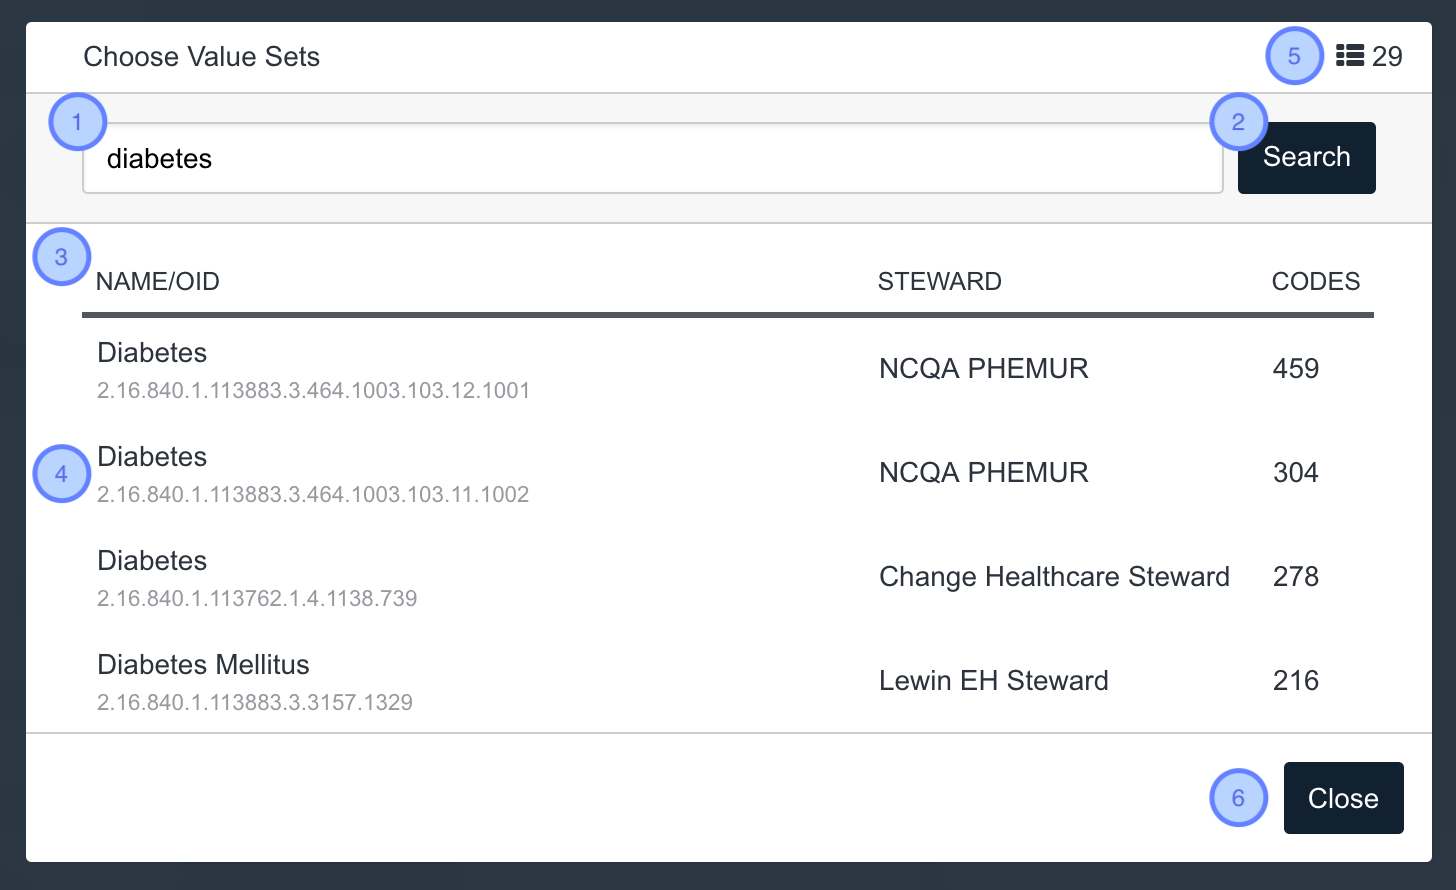 Choose Value Sets 5 29
1 2
diabetes Search
3
NAME/OID STEWARD CODES
Diabetes NCQA PHEMUR 459
2.16.840.1.113883.3.464.1003.103.12.1001
4 Diabetes NCQA PHEMUR 304
2.16.840.1.113883.3.464.1003.103.11.1002
Diabetes Change Healthcare Steward 278
2.16.840.1.113762.1.4.1138.739
Diabetes Mellitus Lewin EH Steward 216
2.16.840.1.113883.3.3157.1329
6 Close